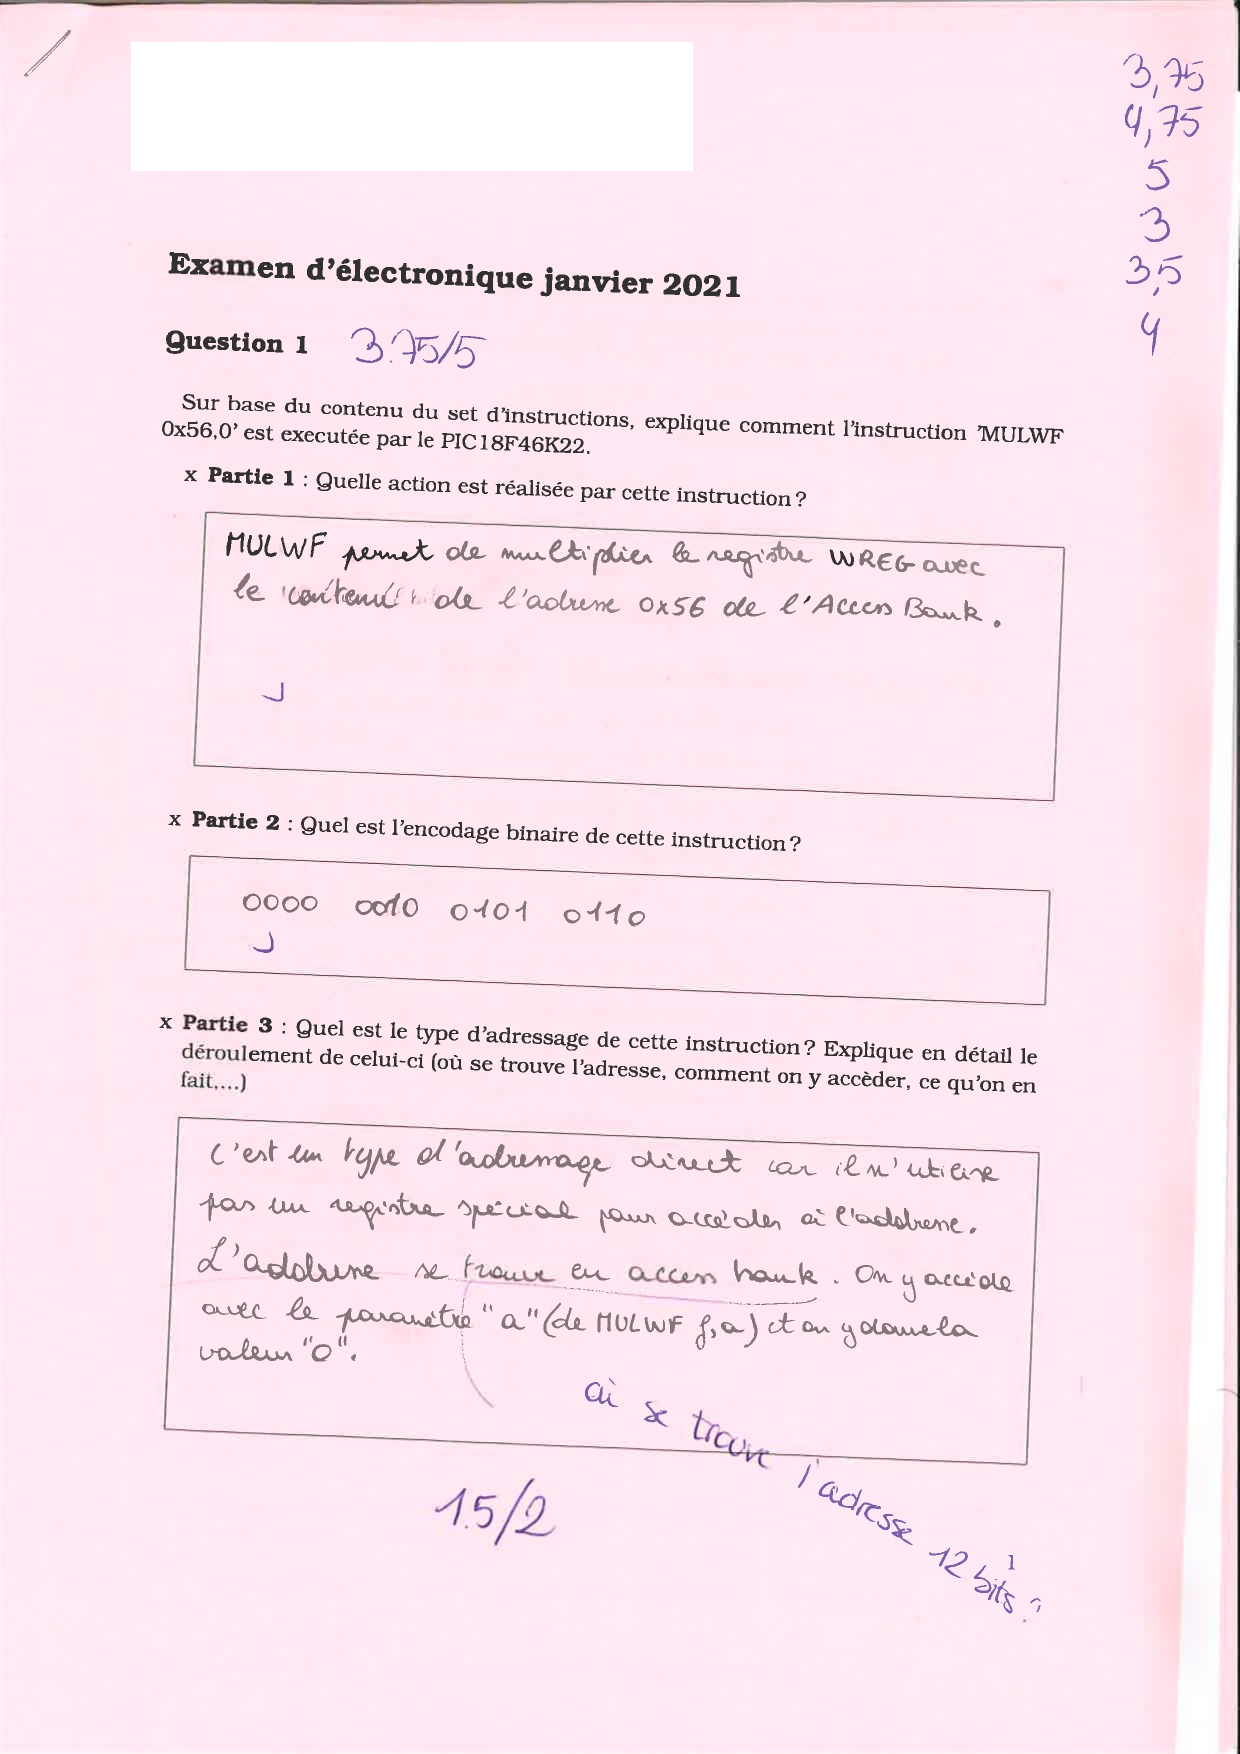 3,75
4,75
5
3
3,5
4
Examen d'électronique janvier 2021
Question 1 3.75/5
Sur base du contenu du set d'instructions, explique comment l'instruction 'MULWF
0x56,0' est executée par le PIC18F46K22.
x Partie 1 : Quelle action est réalisée par cette instruction ?
MULWF permet de multiplier le registre WREG avec
le contenu de l'adresse 0x56 de l'Access Bank.
x Partie 2 : Quel est l'encodage binaire de cette instruction ?
0000 0010 0101 0110
x Partie 3 : Quel est le type d'adressage de cette instruction ? Explique en détail le
déroulement de celui-ci (où se trouve l'adresse, comment on y accèder, ce qu'on en
fait,...)
C'est un type d'adressage direct car il n'utilise
pas un registre spécial pour accéder à l'addresse.
L'addresse se trouve en access bank. On y accède
avec le paramètre "a" (de MULWF f,a) et on y donne la
valeur "0".
où se trouve l'adresse 12 bits ?
1.5/2
1